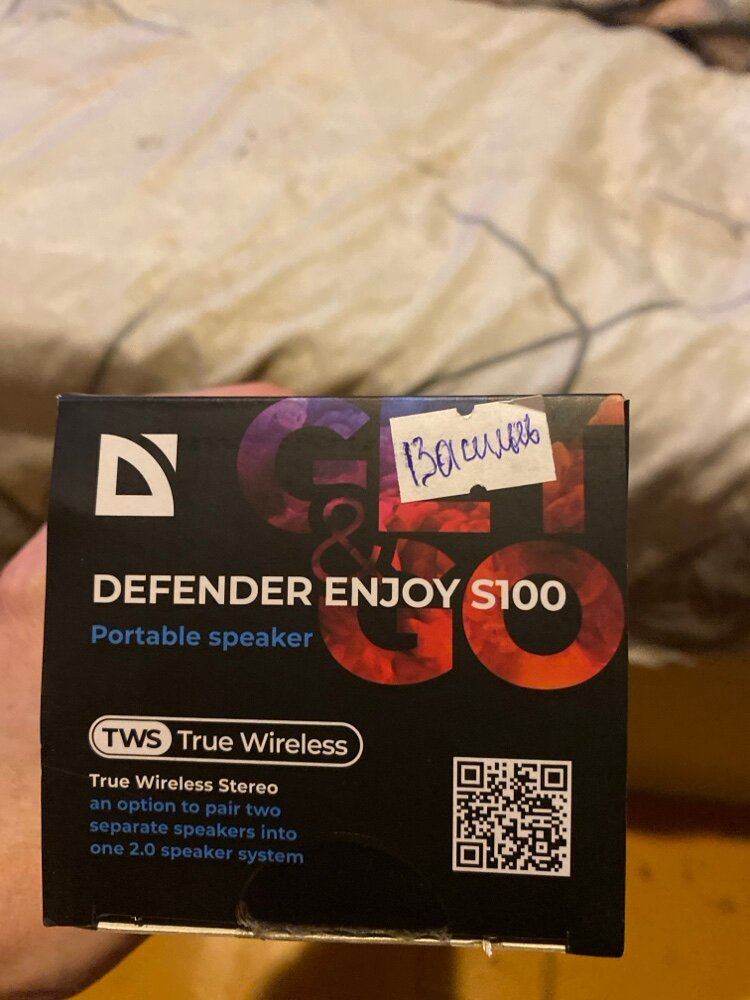 GET
&
GO
DEFENDER ENJOY S100
Portable speaker
TWS True Wireless
True Wireless Stereo
an option to pair two
separate speakers into
one 2.0 speaker system